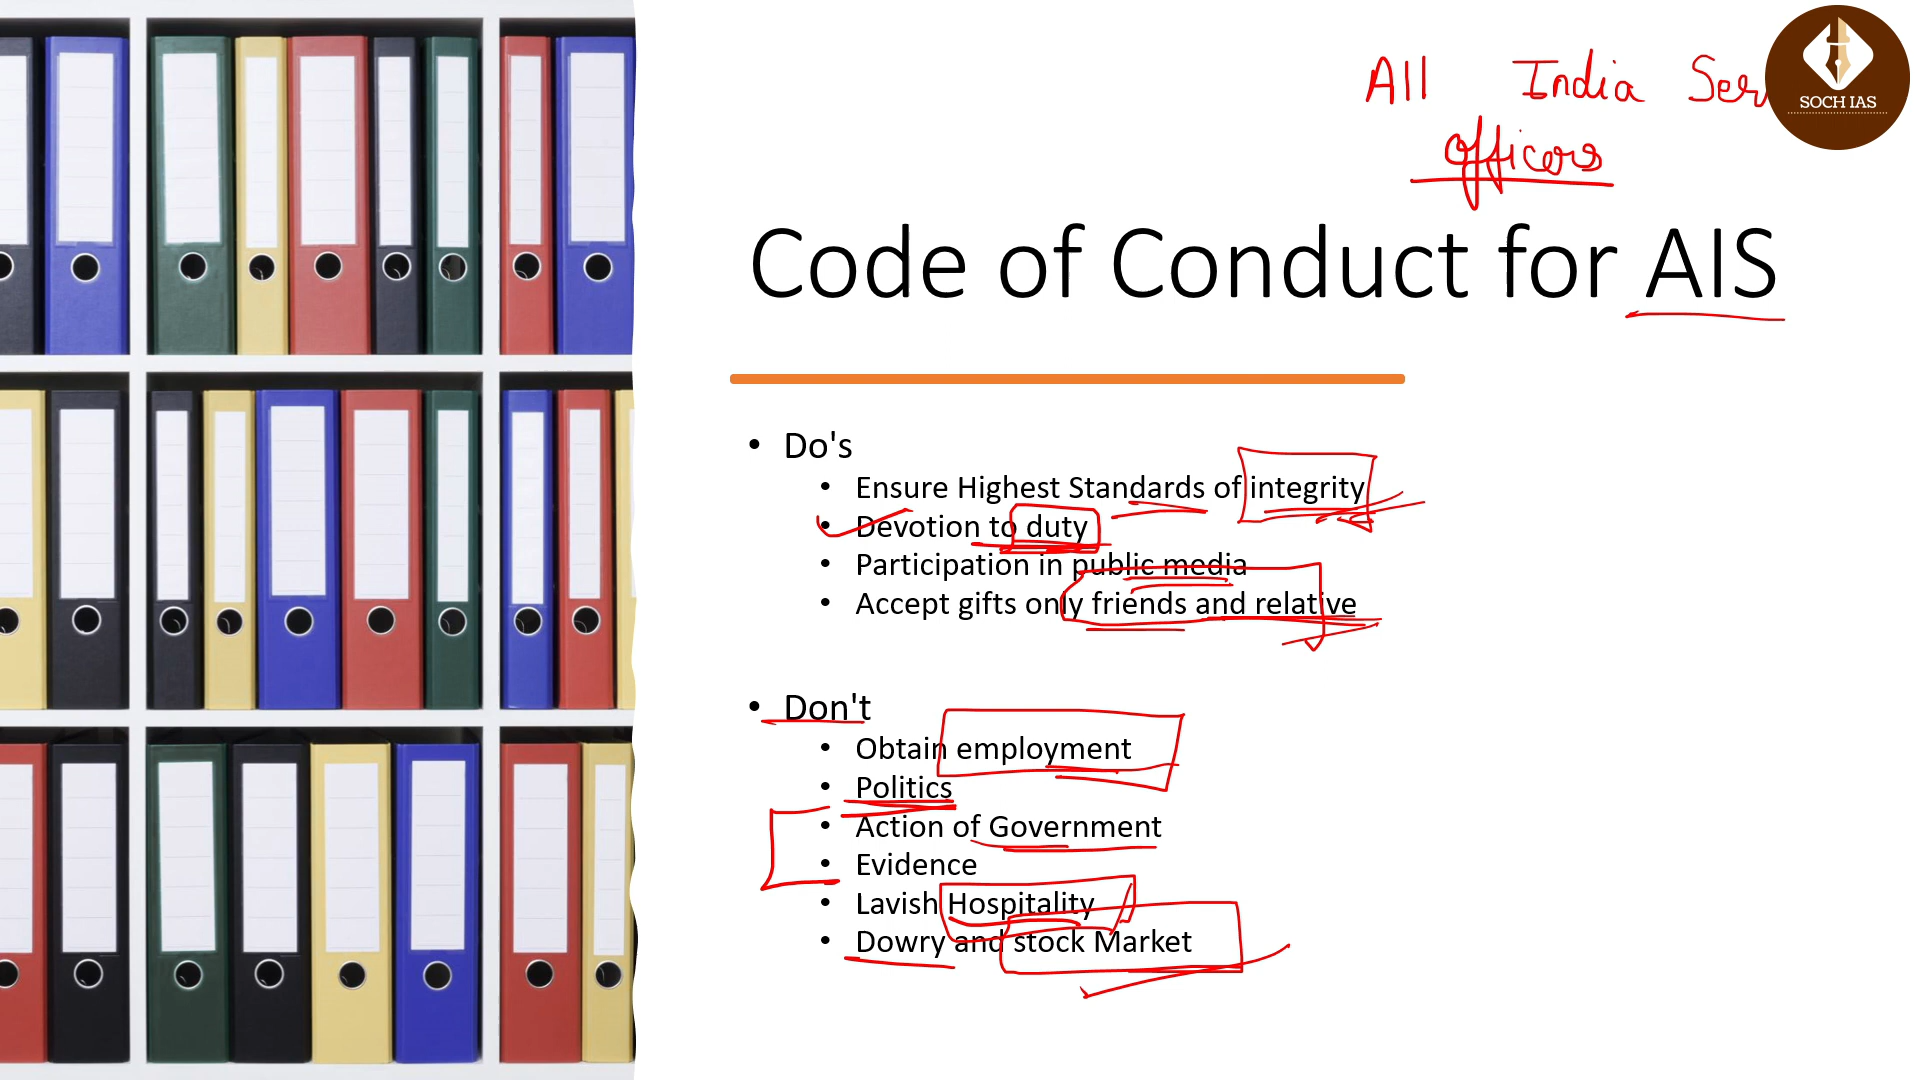 All India Ser
officers
SOCH IAS
Code of Conduct for AIS
• Do's
• Ensure Highest Standards of integrity
• Devotion to duty
• Participation in public media
• Accept gifts only friends and relative
• Don't
• Obtain employment
• Politics
• Action of Government
• Evidence
• Lavish Hospitality
• Dowry and stock Market